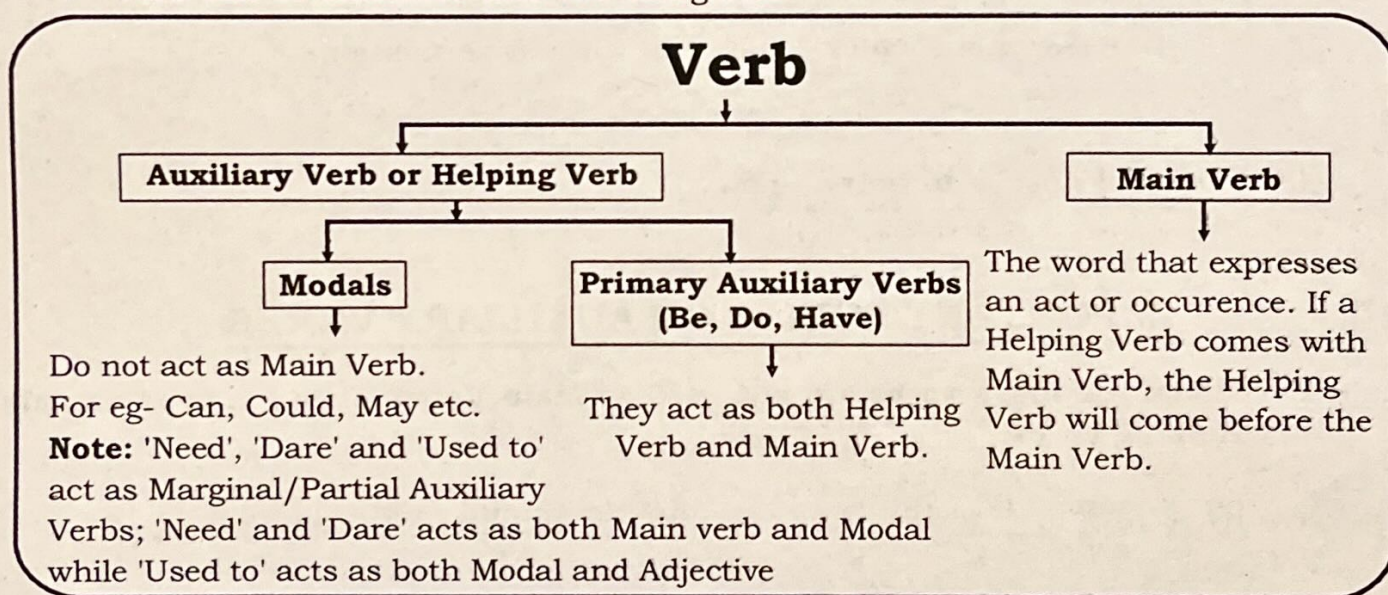 Verb
Auxiliary Verb or Helping Verb
Main Verb
Modals
Primary Auxiliary Verbs
(Be, Do, Have)
Do not act as Main Verb.
For eg- Can, Could, May etc.
Note: 'Need', 'Dare' and 'Used to'
act as Marginal/Partial Auxiliary
Verbs; 'Need' and 'Dare' acts as both Main verb and Modal
while 'Used to' acts as both Modal and Adjective
They act as both Helping
Verb and Main Verb.
The word that expresses
an act or occurence. If a
Helping Verb comes with
Main Verb, the Helping
Verb will come before the
Main Verb.